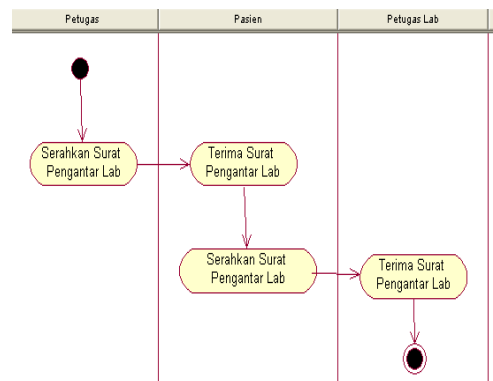 Petugas
Pasien
Petugas Lab
Serahkan Surat
Pengantar Lab
Terima Surat
Pengantar Lab
Serahkan Surat
Pengantar Lab
Terima Surat
Pengantar Lab